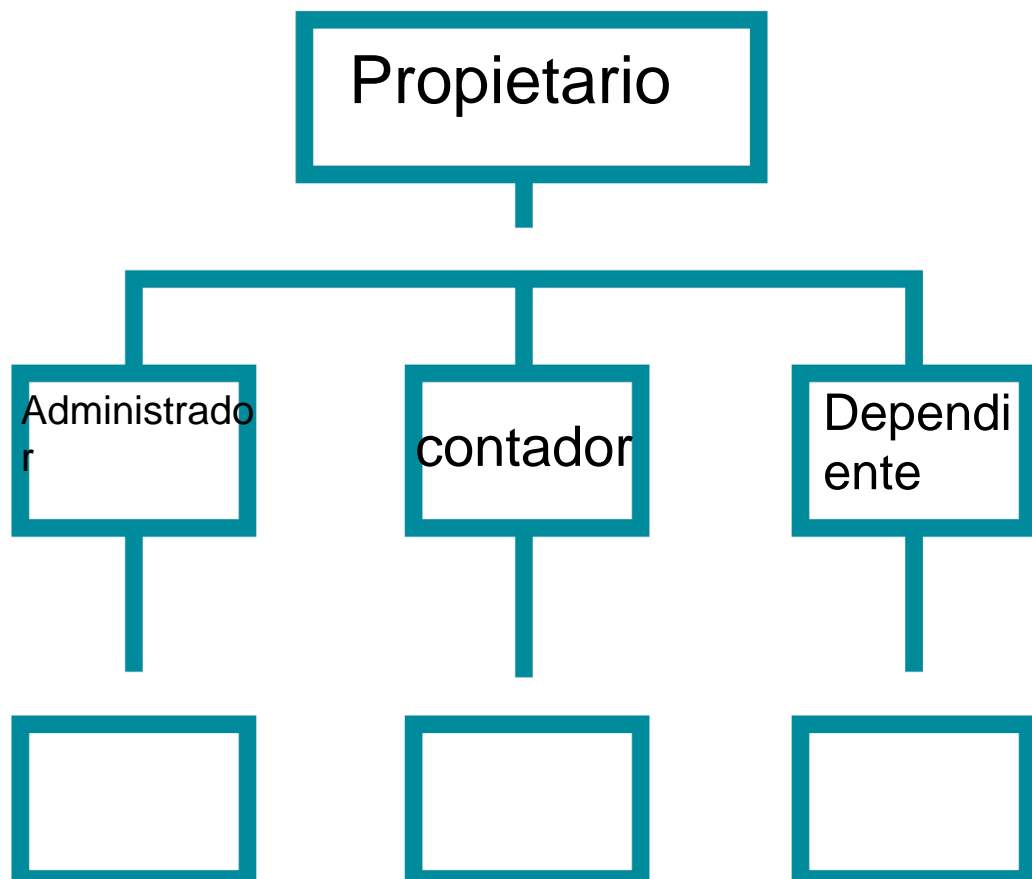 Propietario
Administrado
r
contador
Dependi
ente